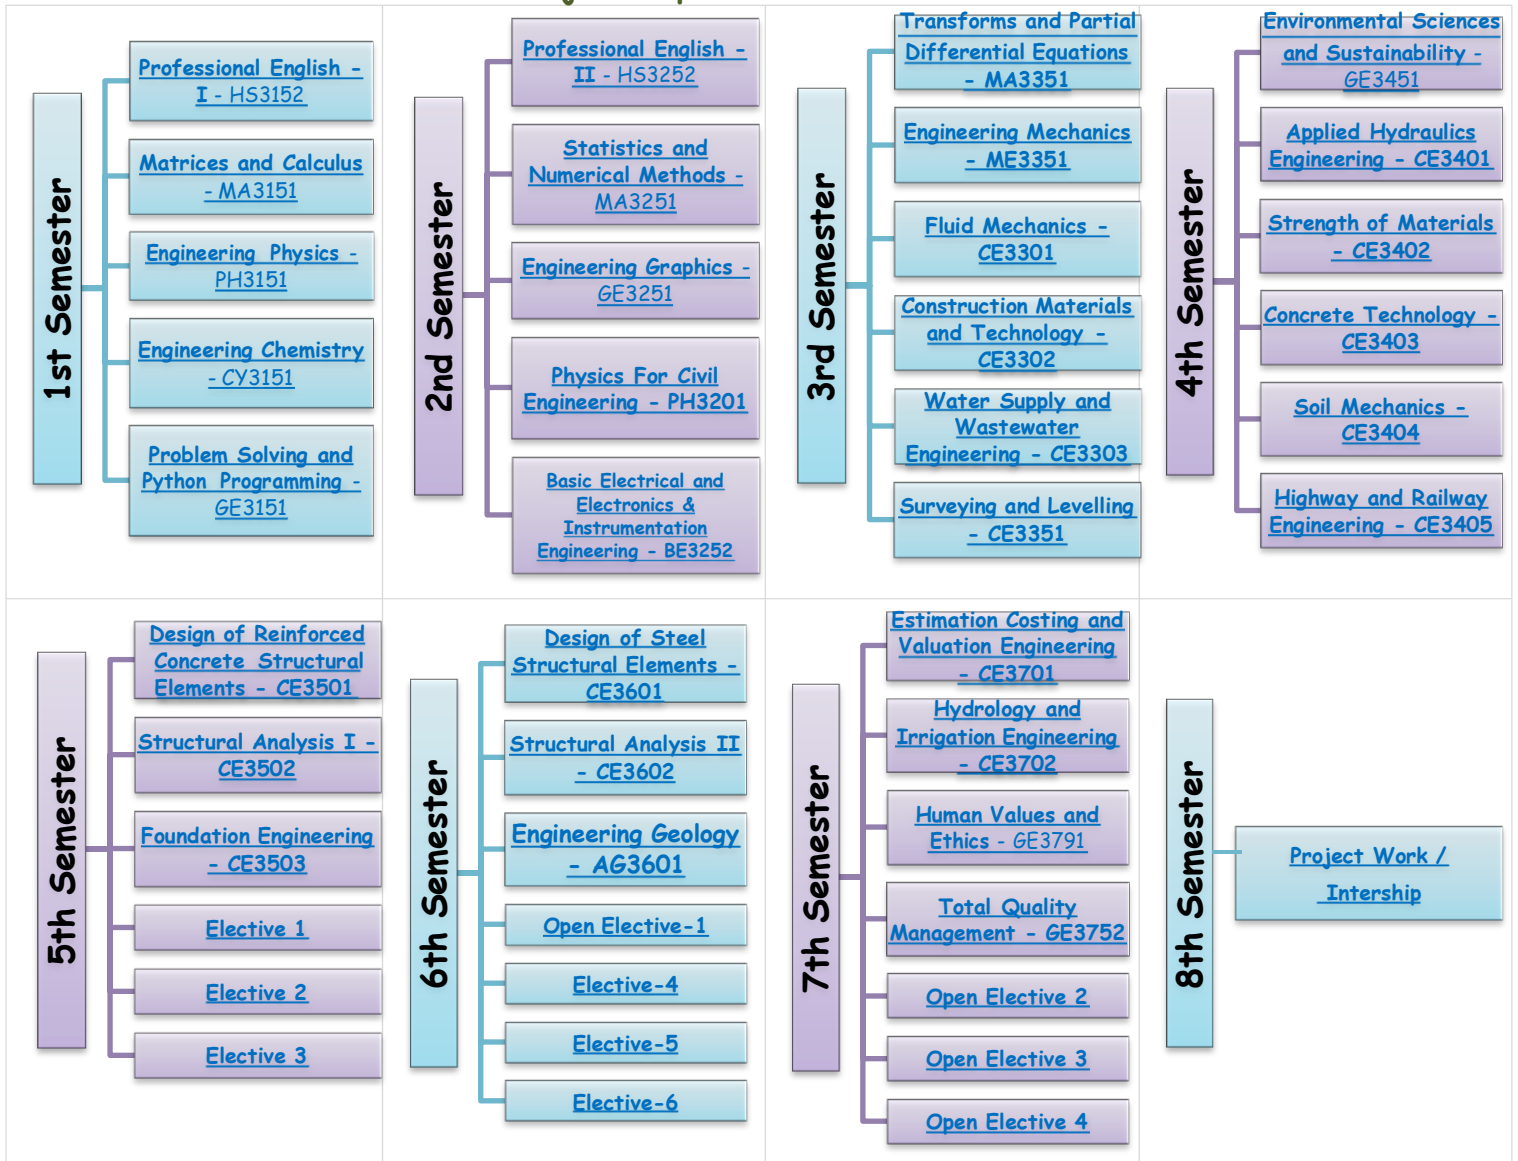 1st Semester
Professional English -
I - HS3152
Matrices and Calculus
- MA3151
Engineering Physics -
PH3151
Engineering Chemistry
- CY3151
Problem Solving and
Python Programming -
GE3151
2nd Semester
Professional English -
II - HS3252
Statistics and
Numerical Methods -
MA3251
Engineering Graphics -
GE3251
Physics For Civil
Engineering - PH3201
Basic Electrical and
Electronics &
Instrumentation
Engineering - BE3252
3rd Semester
Transforms and Partial
Differential Equations
- MA3351
Engineering Mechanics
- ME3351
Fluid Mechanics -
CE3301
Construction Materials
and Technology -
CE3302
Water Supply and
Wastewater
Engineering - CE3303
Surveying and Levelling
- CE3351
4th Semester
Environmental Sciences
and Sustainability -
GE3451
Applied Hydraulics
Engineering - CE3401
Strength of Materials
- CE3402
Concrete Technology -
CE3403
Soil Mechanics -
CE3404
Highway and Railway
Engineering - CE3405
5th Semester
Design of Reinforced
Concrete Structural
Elements - CE3501
Structural Analysis I -
CE3502
Foundation Engineering
- CE3503
Elective 1
Elective 2
Elective 3
6th Semester
Design of Steel
Structural Elements -
CE3601
Structural Analysis II
- CE3602
Engineering Geology
- AG3601
Open Elective-1
Elective-4
Elective-5
Elective-6
7th Semester
Estimation Costing and
Valuation Engineering
- CE3701
Hydrology and
Irrigation Engineering
- CE3702
Human Values and
Ethics - GE3791
Total Quality
Management - GE3752
Open Elective 2
Open Elective 3
Open Elective 4
8th Semester
Project Work /
Intership